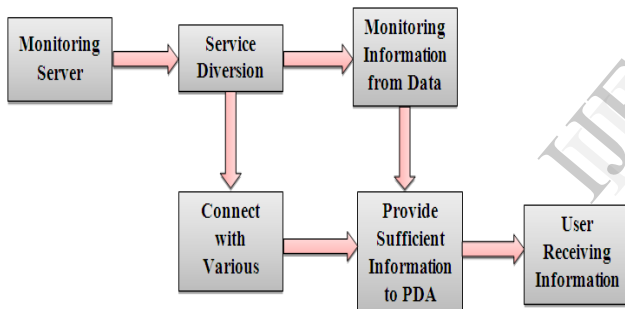 Monitoring
Server
Service
Diversion
Monitoring
Information
from Data
Connect
with
Various
Provide
Sufficient
Information
to PDA
User
Receiving
Information